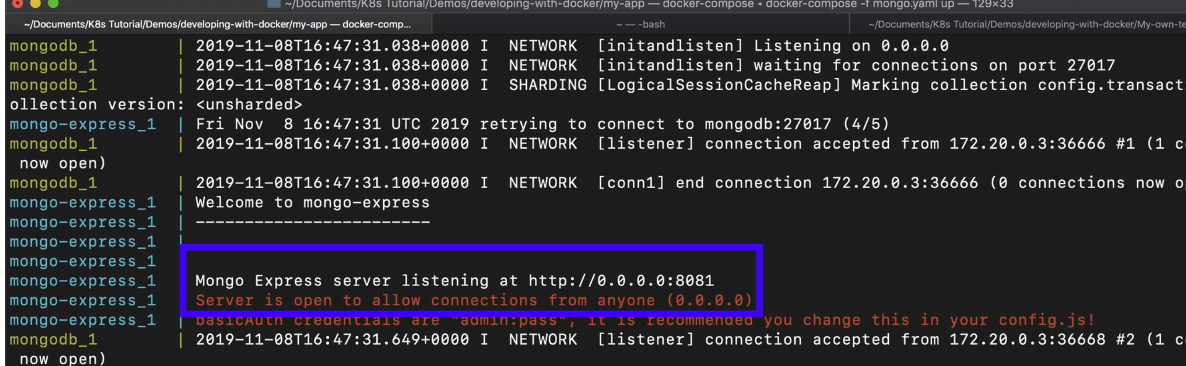 ~/Documents/K8s Tutorial/Demos/developing-with-docker/my-app — docker-compose ◂ docker-compose -f mongo.yaml up — 129×33
~/Documents/K8s Tutorial/Demos/developing-with-docker/my-app — docker-comp... ~ — -bash ~/Documents/K8s Tutorial/Demos/developing-with-docker/My-own-te
mongodb_1 | 2019-11-08T16:47:31.038+0000 I NETWORK [initandlisten] Listening on 0.0.0.0
mongodb_1 | 2019-11-08T16:47:31.038+0000 I NETWORK [initandlisten] waiting for connections on port 27017
mongodb_1 | 2019-11-08T16:47:31.038+0000 I SHARDING [LogicalSessionCacheReap] Marking collection config.transact
ollection version: <unsharded>
mongo-express_1 | Fri Nov 8 16:47:31 UTC 2019 retrying to connect to mongodb:27017 (4/5)
mongodb_1 | 2019-11-08T16:47:31.100+0000 I NETWORK [listener] connection accepted from 172.20.0.3:36666 #1 (1 c
now open)
mongodb_1 | 2019-11-08T16:47:31.100+0000 I NETWORK [conn1] end connection 172.20.0.3:36666 (0 connections now o
mongo-express_1 | Welcome to mongo-express
mongo-express_1 | ------------------------
mongo-express_1 |
mongo-express_1
mongo-express_1 | Mongo Express server listening at http://0.0.0.0:8081
mongo-express_1 | Server is open to allow connections from anyone (0.0.0.0)
mongo-express_1 | basicAuth credentials are "admin:pass", it is recommended you change this in your config.js!
mongodb_1 | 2019-11-08T16:47:31.649+0000 I NETWORK [listener] connection accepted from 172.20.0.3:36668 #2 (1 c
now open)